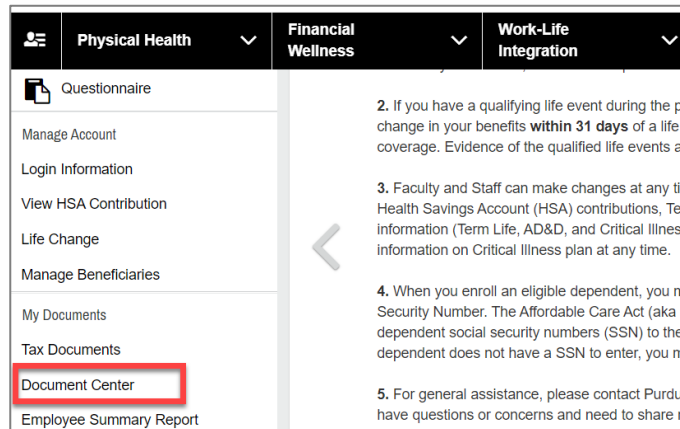 Physical Health
Financial
Wellness
Work-Life
Integration
Questionnaire
Manage Account
Login Information
View HSA Contribution
Life Change
Manage Beneficiaries
My Documents
Tax Documents
Document Center
Employee Summary Report
2. If you have a qualifying life event during the
change in your benefits within 31 days of a life
coverage. Evidence of the qualified life events
3. Faculty and Staff can make changes at any
Health Savings Account (HSA) contributions,
information (Term Life, AD&D, and Critical
information on Critical Illness plan at any time.
4. When you enroll an eligible dependent, you
Security Number. The Affordable Care Act (aka
dependent social security numbers (SSN) to the
dependent does not have a SSN to enter, you
5. For general assistance, please contact
have questions or concerns and need to share